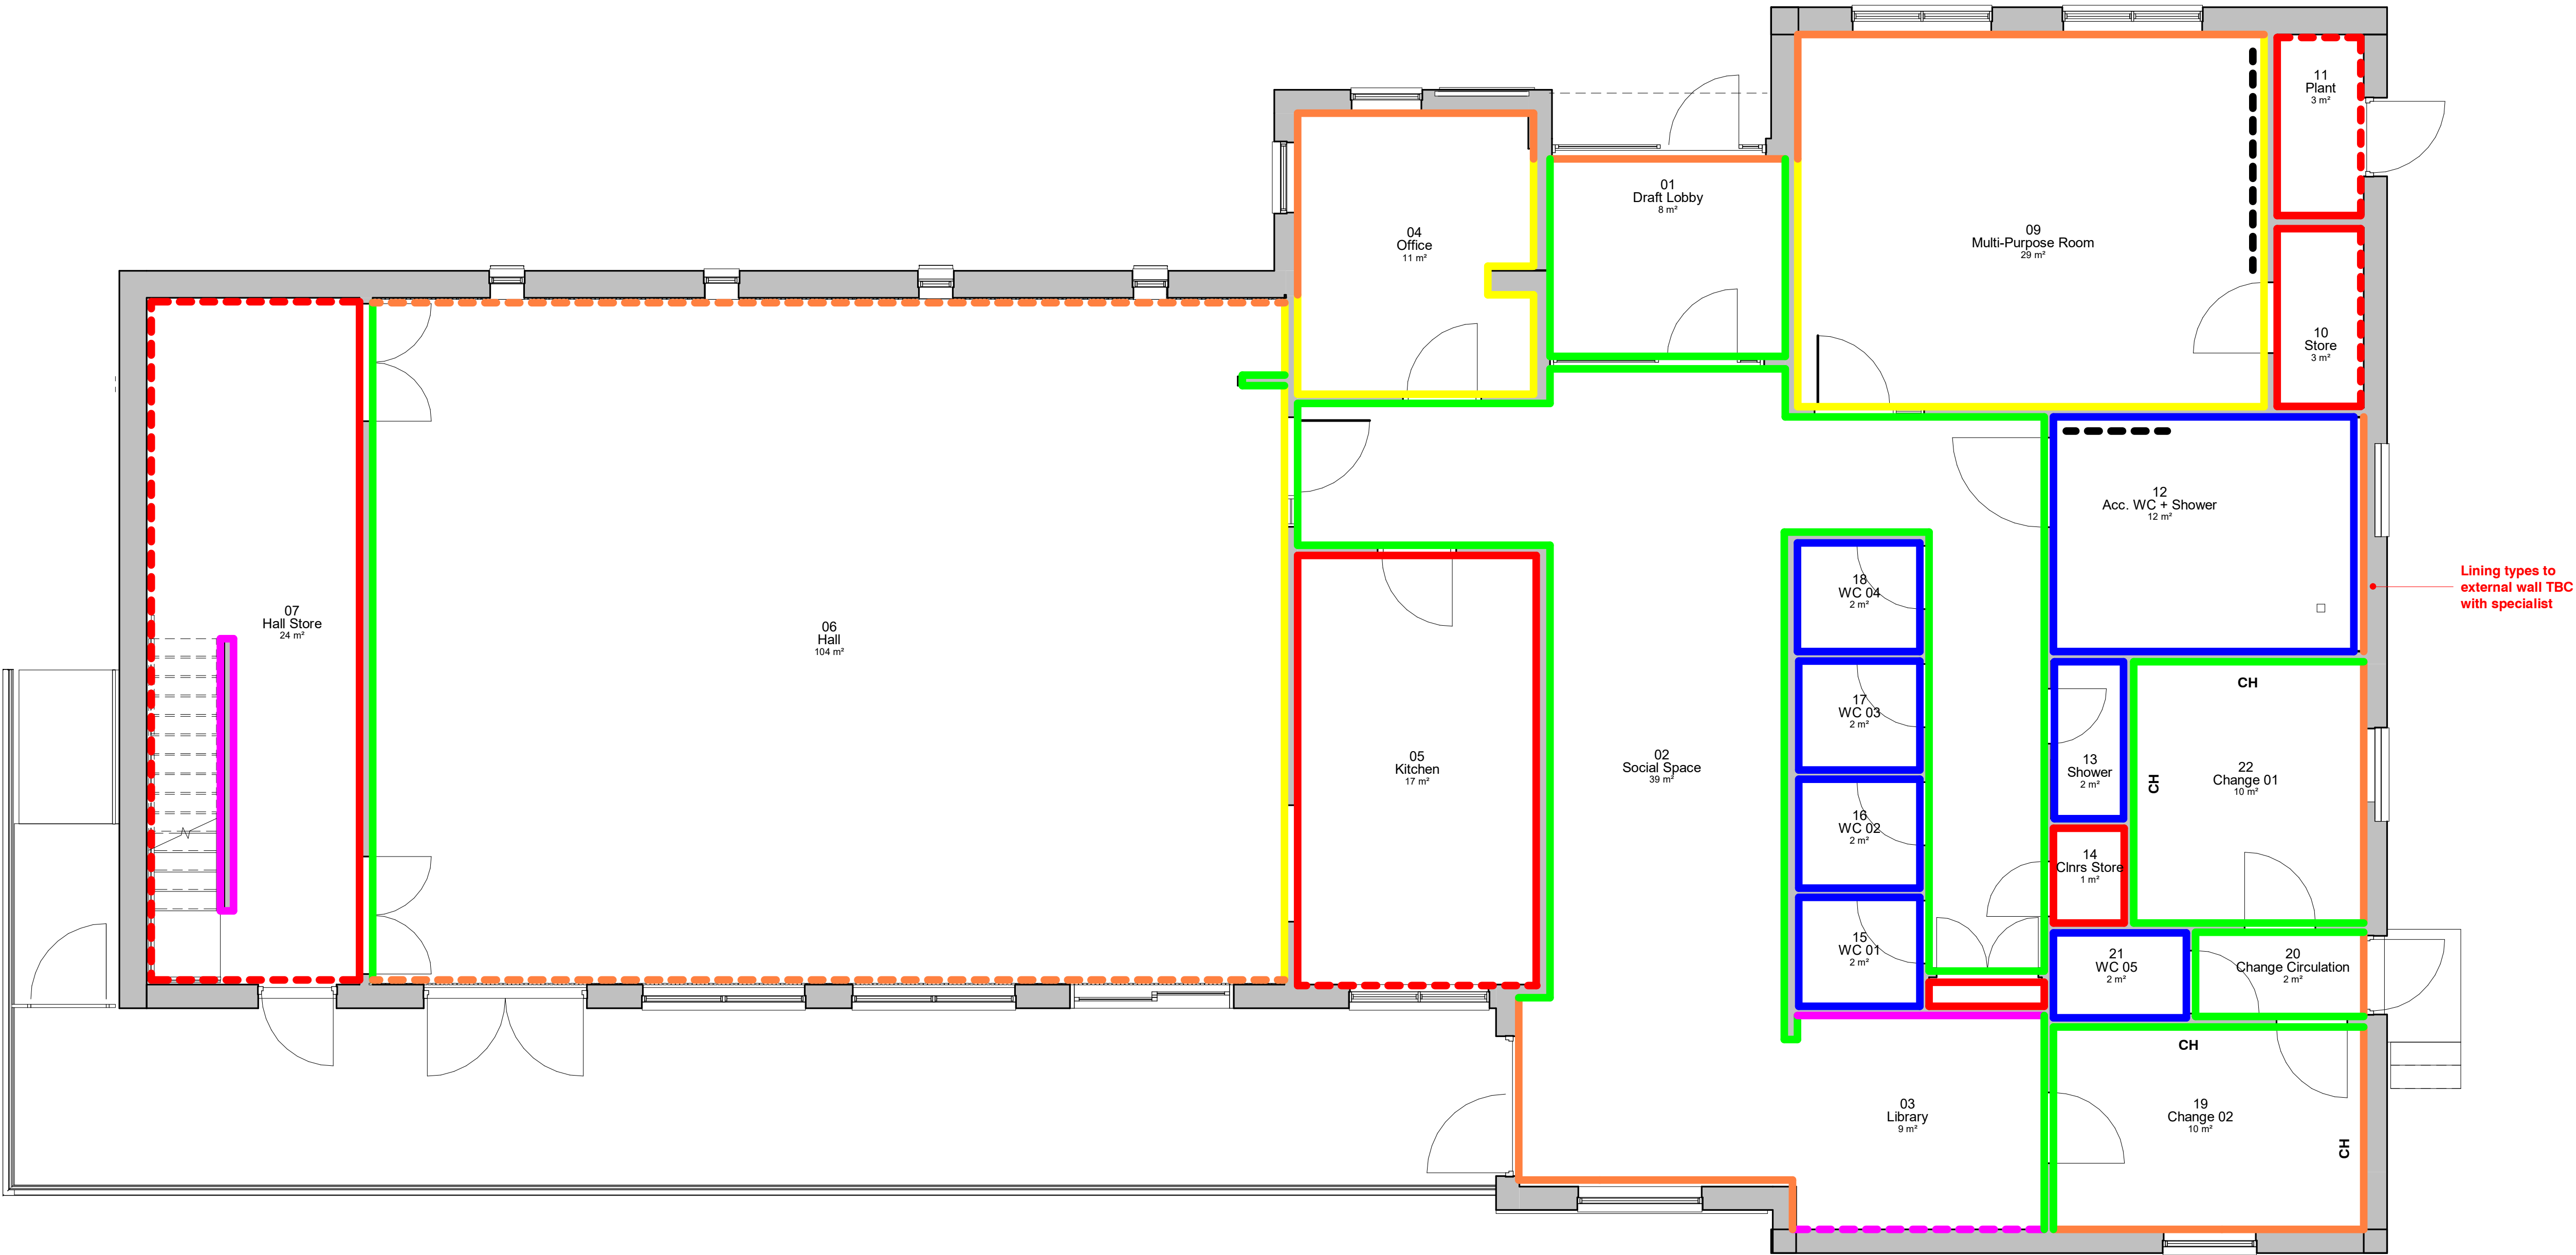 11
Plant
3 m²
01
Draft Lobby
8 m²
04
Office
11 m²
09
Multi-Purpose Room
29 m²
10
Store
3 m²
12
Acc. WC + Shower
12 m²
Lining types to
external wall TBC
with specialist
18
WC 04
2 m²
07
Hall Store
24 m²
06
Hall
104 m²
CH
17
WC 03
2 m²
05
Kitchen
17 m²
02
Social Space
39 m²
13
Shower
2 m²
CH
22
Change 01
10 m²
16
WC 02
2 m²
14
Clnrs Store
1 m²
15
WC 01
2 m²
21
WC 05
2 m²
20
Change Circulation
2 m²
CH
03
Library
9 m²
19
Change 02
10 m²
CH